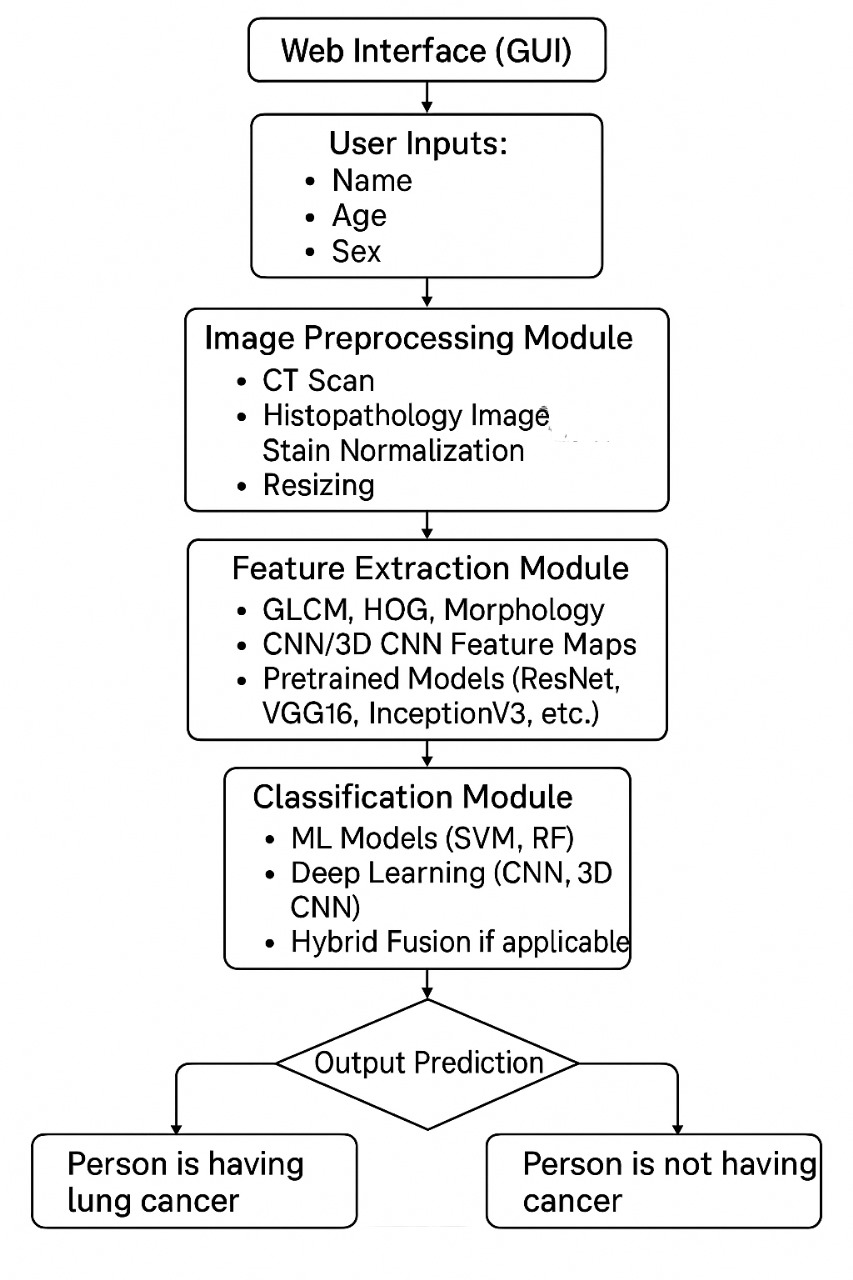 Web Interface (GUI)
User Inputs:
• Name
• Age
• Sex
Image Preprocessing Module
• CT Scan
• Histopathology Image
Stain Normalization
• Resizing
Feature Extraction Module
• GLCM, HOG, Morphology
• CNN/3D CNN Feature Maps
• Pretrained Models (ResNet,
VGG16, InceptionV3, etc.)
Classification Module
• ML Models (SVM, RF)
• Deep Learning (CNN, 3D
CNN)
• Hybrid Fusion if applicable
Output Prediction
Person is having
lung cancer
Person is not having
cancer